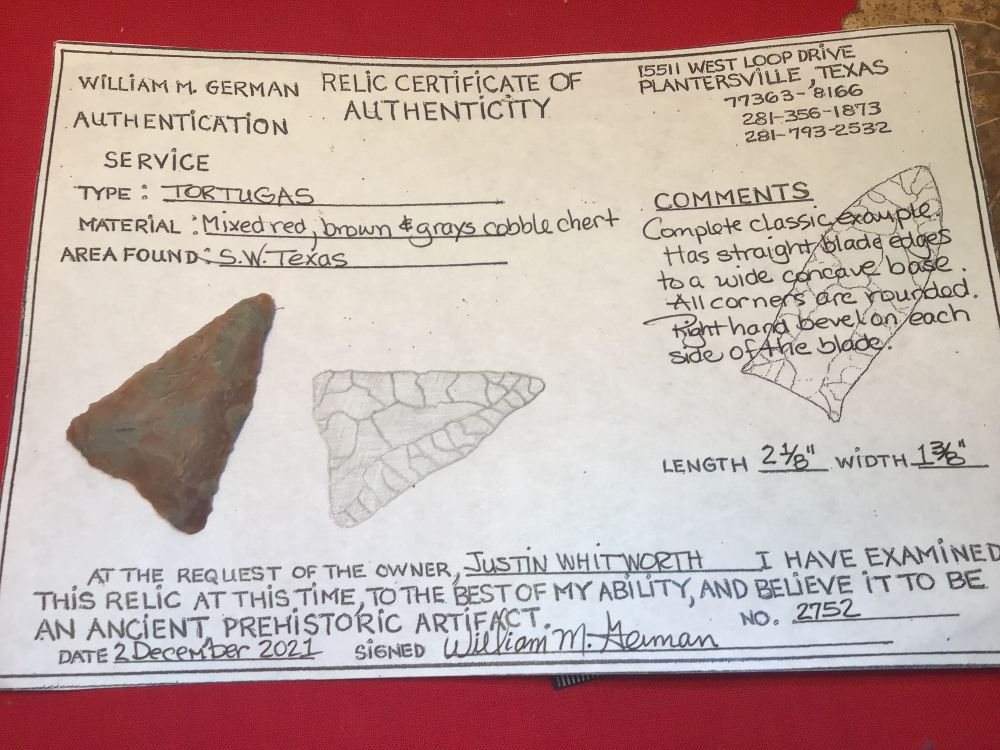 WILLIAM M. GERMAN
AUTHENTICATION
SERVICE
RELIC CERTIFICATE OF
AUTHENTICITY
15511 WEST LOOP DRIVE
PLANTERSVILLE, TEXAS
77363-8166
281-356-1873
281-793-2532
TYPE: TORTUGAS
MATERIAL: Mixed red, brown & grays cobble chert
AREA FOUND: S.W. Texas
COMMENTS
Complete classic example.
Has straight blade edges
to a wide concave base.
All corners are rounded.
Right hand bevel on each
side of the blade.
LENGTH 2 1/8" WIDTH 1 3/8"
AT THE REQUEST OF THE OWNER, JUSTIN WHITWORTH I HAVE EXAMINED
THIS RELIC AT THIS TIME, TO THE BEST OF MY ABILITY, AND BELIEVE IT TO BE
AN ANCIENT, PREHISTORIC ARTIFACT. NO. 2752
DATE 2 December 2021 SIGNED William M. German